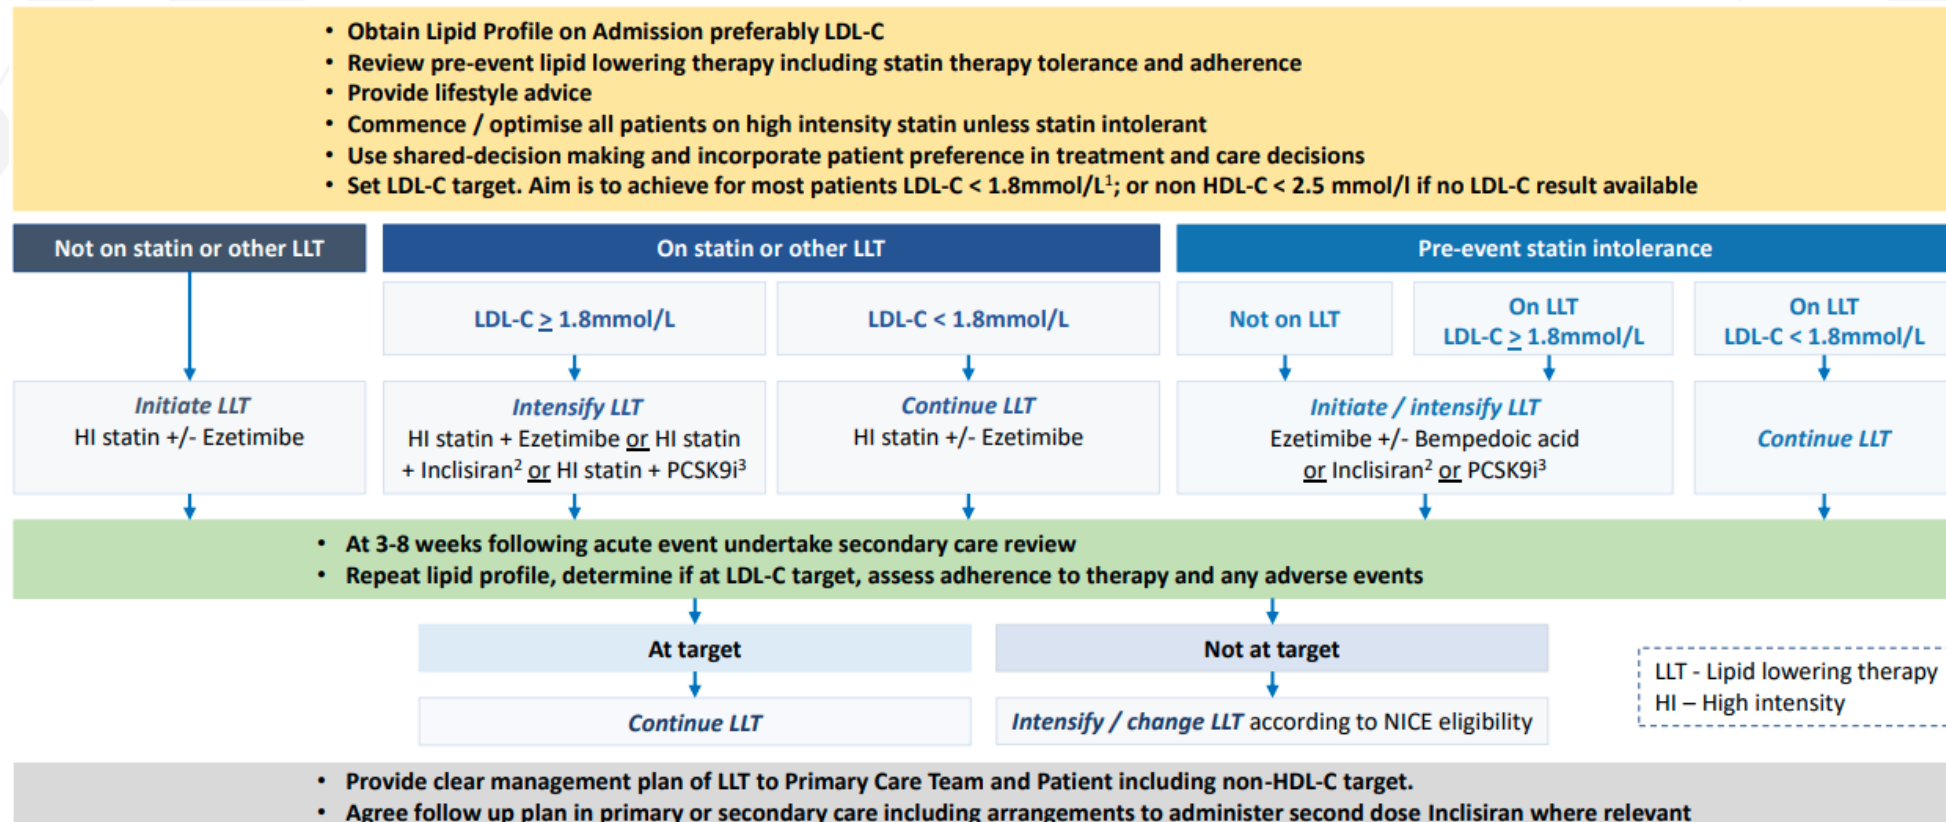 • Obtain Lipid Profile on Admission preferably LDL-C
• Review pre-event lipid lowering therapy including statin therapy tolerance and adherence
• Provide lifestyle advice
• Commence / optimise all patients on high intensity statin unless statin intolerant
• Use shared-decision making and incorporate patient preference in treatment and care decisions
• Set LDL-C target. Aim is to achieve for most patients LDL-C < 1.8mmol/L¹; or non HDL-C < 2.5 mmol/l if no LDL-C result available
Not on statin or other LLT
On statin or other LLT
Pre-event statin intolerance
LDL-C ≥ 1.8mmol/L
LDL-C < 1.8mmol/L
Not on LLT
On LLT
LDL-C ≥ 1.8mmol/L
On LLT
LDL-C < 1.8mmol/L
Initiate LLT
HI statin +/- Ezetimibe
Intensify LLT
HI statin + Ezetimibe or HI statin
+ Inclisiran² or HI statin + PCSK9i³
Continue LLT
HI statin +/- Ezetimibe
Initiate / intensify LLT
Ezetimibe +/- Bempedoic acid
or Inclisiran² or PCSK9i³
Continue LLT
• At 3-8 weeks following acute event undertake secondary care review
• Repeat lipid profile, determine if at LDL-C target, assess adherence to therapy and any adverse events
At target
Not at target
Continue LLT
Intensify / change LLT according to NICE eligibility
LLT - Lipid lowering therapy
HI – High intensity
• Provide clear management plan of LLT to Primary Care Team and Patient including non-HDL-C target.
• Agree follow up plan in primary or secondary care including arrangements to administer second dose Inclisiran where relevant